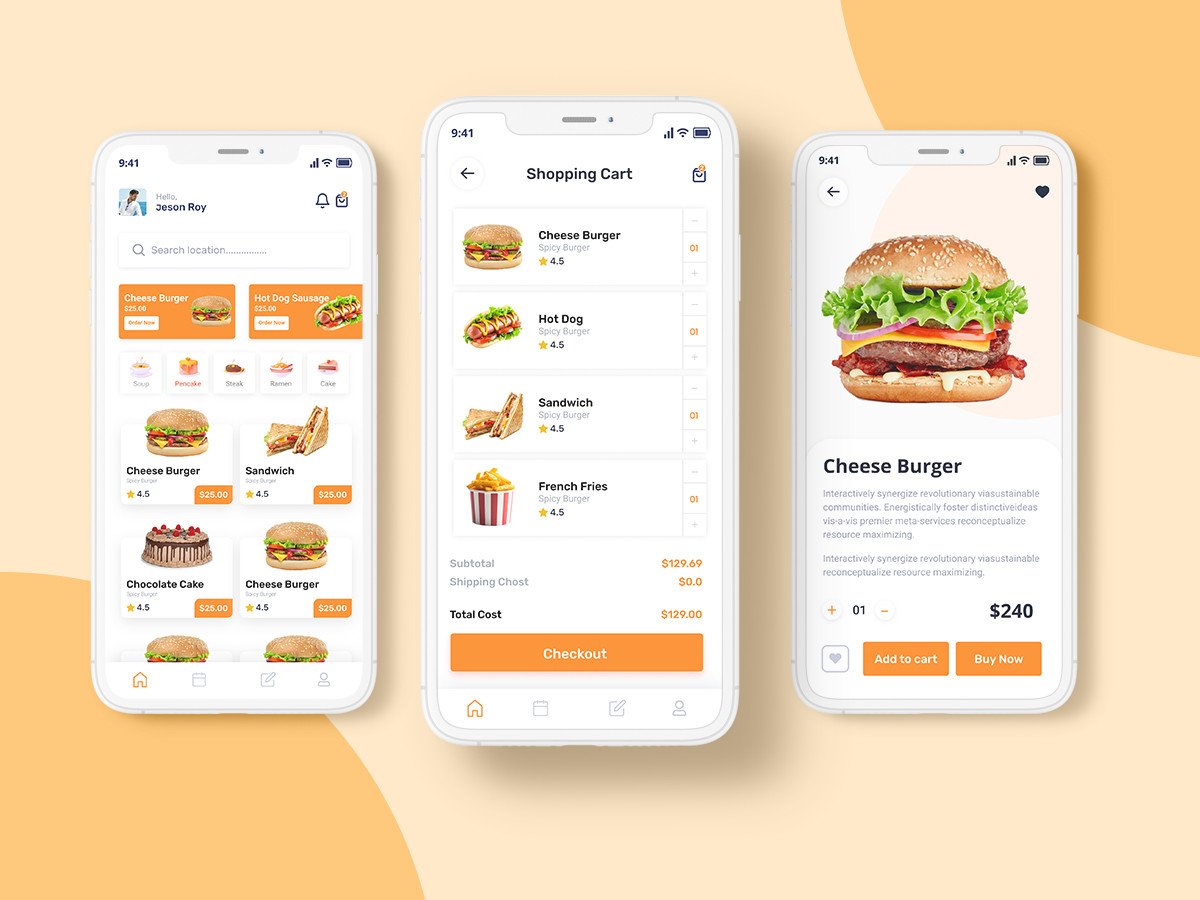 9:41
Hello,
Jeson Roy
2
Search location................
Cheese Burger
$25.00
Order Now
Hot Dog Sausage
$25.00
Order Now
Soup
Pencake
Steak
Ramen
Cake
Cheese Burger
Spicy Burger
4.5
$25.00
Sandwich
Spicy Burger
4.5
$25.00
Chocolate Cake
Spicy Burger
4.5
$25.00
Cheese Burger
Spicy Burger
4.5
$25.00
9:41
Shopping Cart
2
Cheese Burger
Spicy Burger
4.5
01
Hot Dog
Spicy Burger
4.5
01
Sandwich
Spicy Burger
4.5
01
French Fries
Spicy Burger
4.5
01
Subtotal
$129.69
Shipping Chost
$0.0
Total Cost
$129.00
Checkout
9:41
Cheese Burger
Interactively synergize revolutionary viasustainable
communities. Energistically foster distinctiveideas
vis-a-vis premier meta-services reconceptualize
resource maximizing.
Interactively synergize revolutionary viasustainable
reconceptualize resource maximizing.
+ 01 −
$240
Add to cart
Buy Now